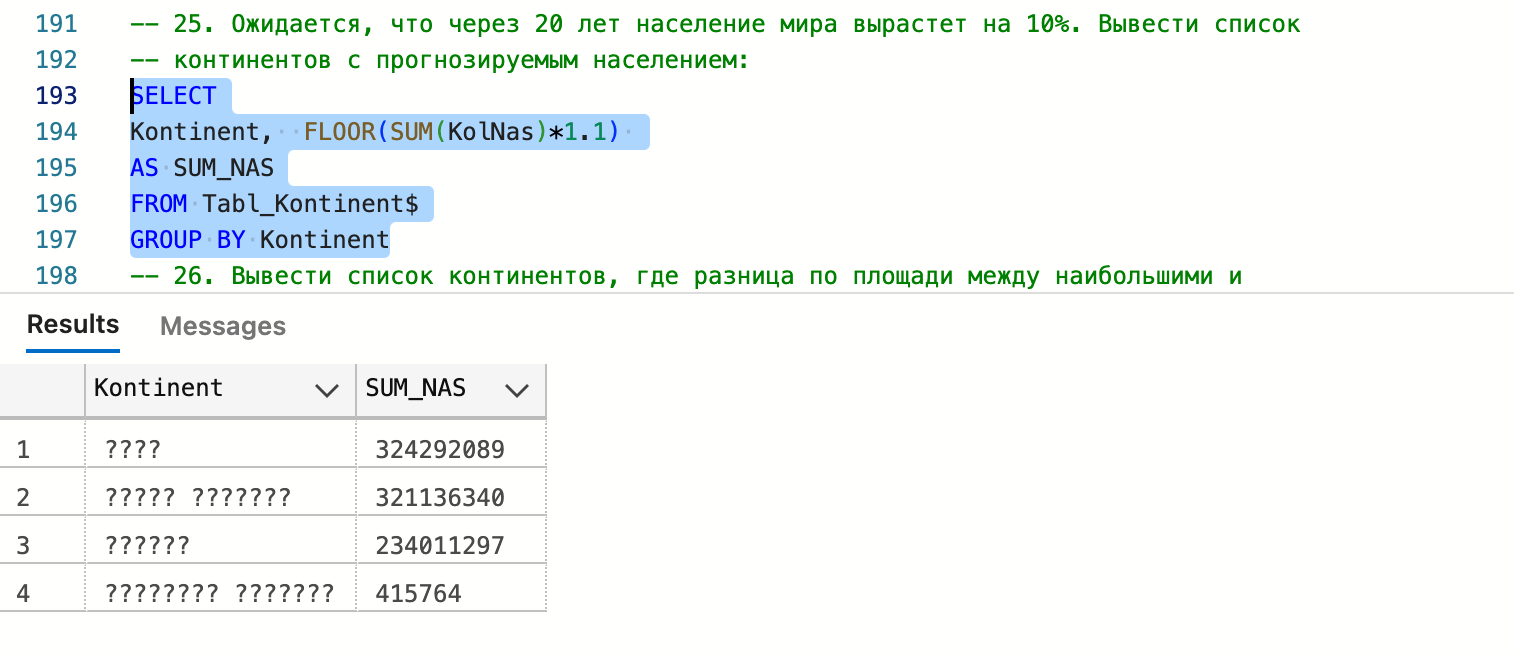 191 -- 25. Ожидается, что через 20 лет население мира вырастет на 10%. Вывести список
192 -- континентов с прогнозируемым населением:
193 SELECT
194 Kontinent, FLOOR(SUM(KolNas)*1.1)
195 AS SUM_NAS
196 FROM Tabl_Kontinent$
197 GROUP BY Kontinent
198 -- 26. Вывести список континентов, где разница по площади между наибольшими и
Results Messages
Kontinent SUM_NAS
1 ???? 324292089
2 ????? ??????? 321136340
3 ?????? 234011297
4 ???????? ??????? 415764